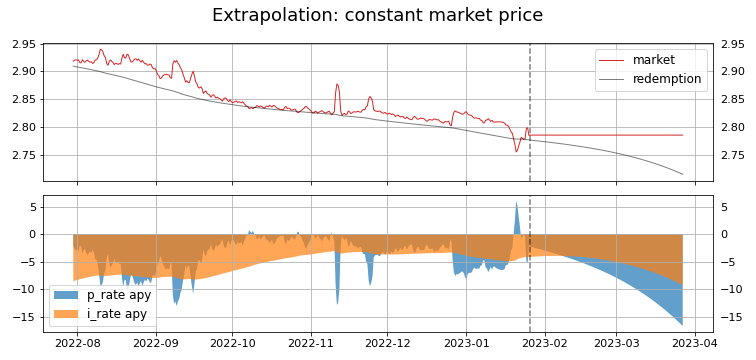 Extrapolation: constant market price
2.95 2.95
market
2.90 2.90
redemption
2.85 2.85
2.80 2.80
2.75 2.75
5 5
0 0
−5 −5
−10 −10
p_rate apy
−15 i_rate apy −15
2022-08 2022-09 2022-10 2022-11 2022-12 2023-01 2023-02 2023-03 2023-04